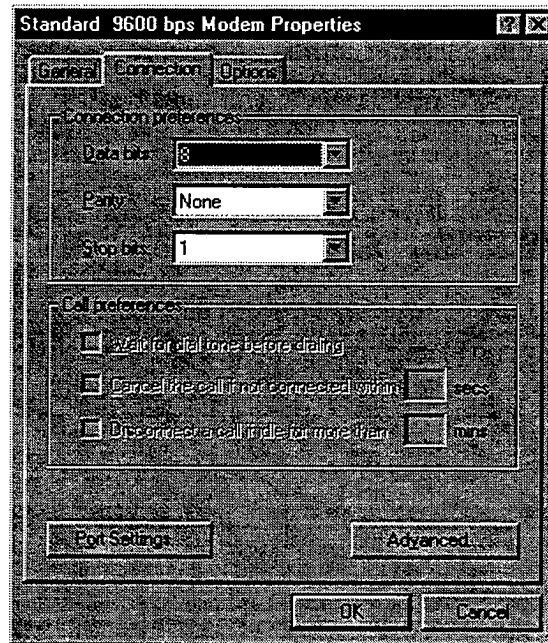 Standard 9600 bps Modem Properties
General Connection Options
Connection preferences
Data bits: 8
Parity: None
Stop bits: 1
Call preferences
Wait for dial tone before dialing
Cancel the call if not connected within secs
Disconnect a call if idle for more than mins
Port Settings...
Advanced...
OK Cancel